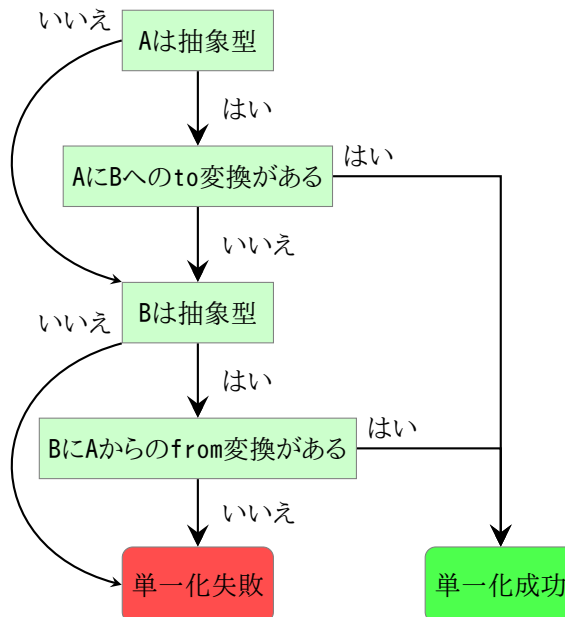 いいえ
Aは抽象型
はい
AにBへのto変換がある
はい
いいえ
Bは抽象型
いいえ
はい
BにAからのfrom変換がある
はい
いいえ
単一化失敗
単一化成功